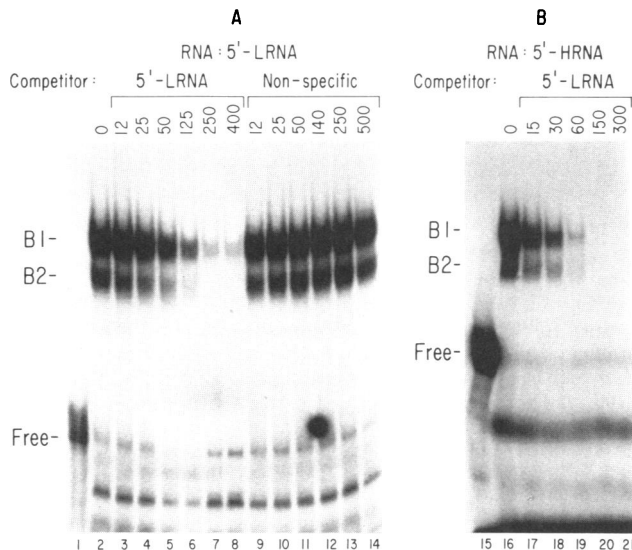 A
RNA: 5'-LRNA
Competitor: 5'-LRNA Non-specific
0 12 25 50 125 250 400 12 25 50 140 250 500
B1-
B2-
Free-
1 2 3 4 5 6 7 8 9 10 11 12 13 14
B
RNA: 5'-HRNA
Competitor: 5'-LRNA
0 15 30 60 150 300
B1-
B2-
Free-
15 16 17 18 19 20 2